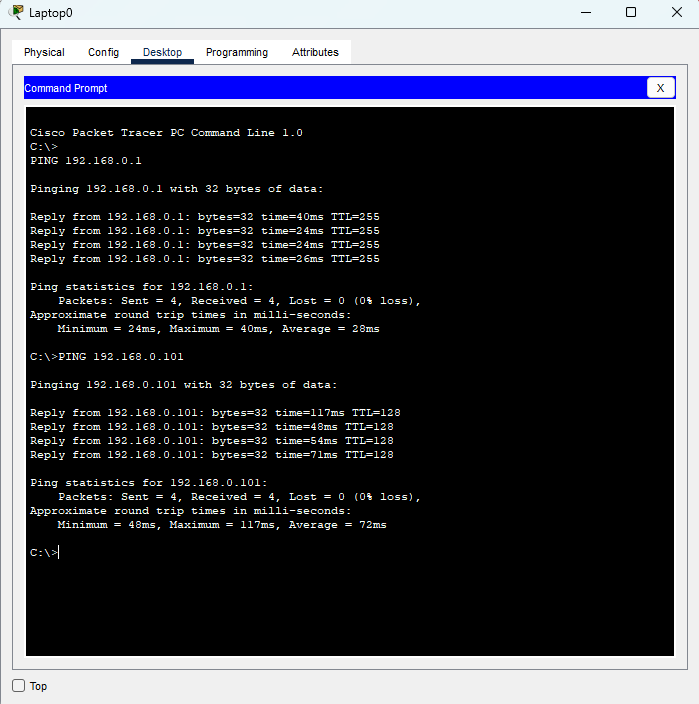 Laptop0
Physical Config Desktop Programming Attributes
Command Prompt X
Cisco Packet Tracer PC Command Line 1.0
C:\>
PING 192.168.0.1
Pinging 192.168.0.1 with 32 bytes of data:
Reply from 192.168.0.1: bytes=32 time=40ms TTL=255
Reply from 192.168.0.1: bytes=32 time=24ms TTL=255
Reply from 192.168.0.1: bytes=32 time=24ms TTL=255
Reply from 192.168.0.1: bytes=32 time=26ms TTL=255
Ping statistics for 192.168.0.1:
    Packets: Sent = 4, Received = 4, Lost = 0 (0% loss),
Approximate round trip times in milli-seconds:
    Minimum = 24ms, Maximum = 40ms, Average = 28ms
C:\>PING 192.168.0.101
Pinging 192.168.0.101 with 32 bytes of data:
Reply from 192.168.0.101: bytes=32 time=117ms TTL=128
Reply from 192.168.0.101: bytes=32 time=48ms TTL=128
Reply from 192.168.0.101: bytes=32 time=54ms TTL=128
Reply from 192.168.0.101: bytes=32 time=71ms TTL=128
Ping statistics for 192.168.0.101:
    Packets: Sent = 4, Received = 4, Lost = 0 (0% loss),
Approximate round trip times in milli-seconds:
    Minimum = 48ms, Maximum = 117ms, Average = 72ms
C:\>
Top